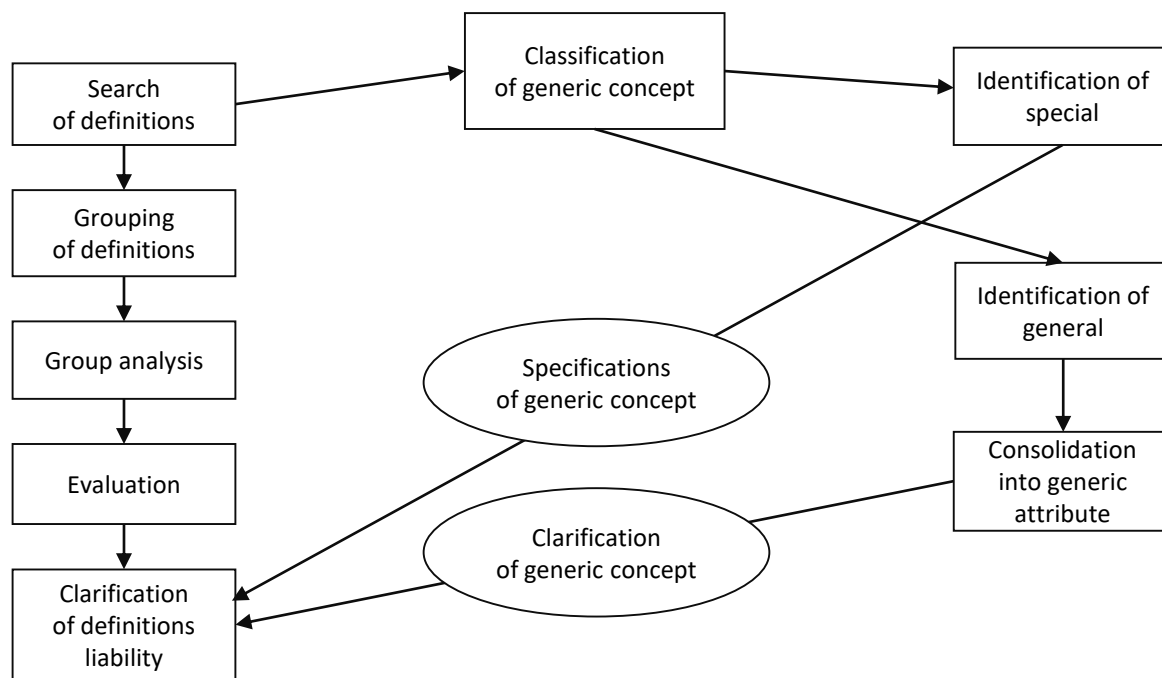 Search
of definitions
Grouping
of definitions
Group analysis
Evaluation
Clarification
of definitions
liability
Classification
of generic concept
Specifications
of generic concept
Clarification
of generic concept
Identification of
special
Identification of
general
Consolidation
into generic
attribute